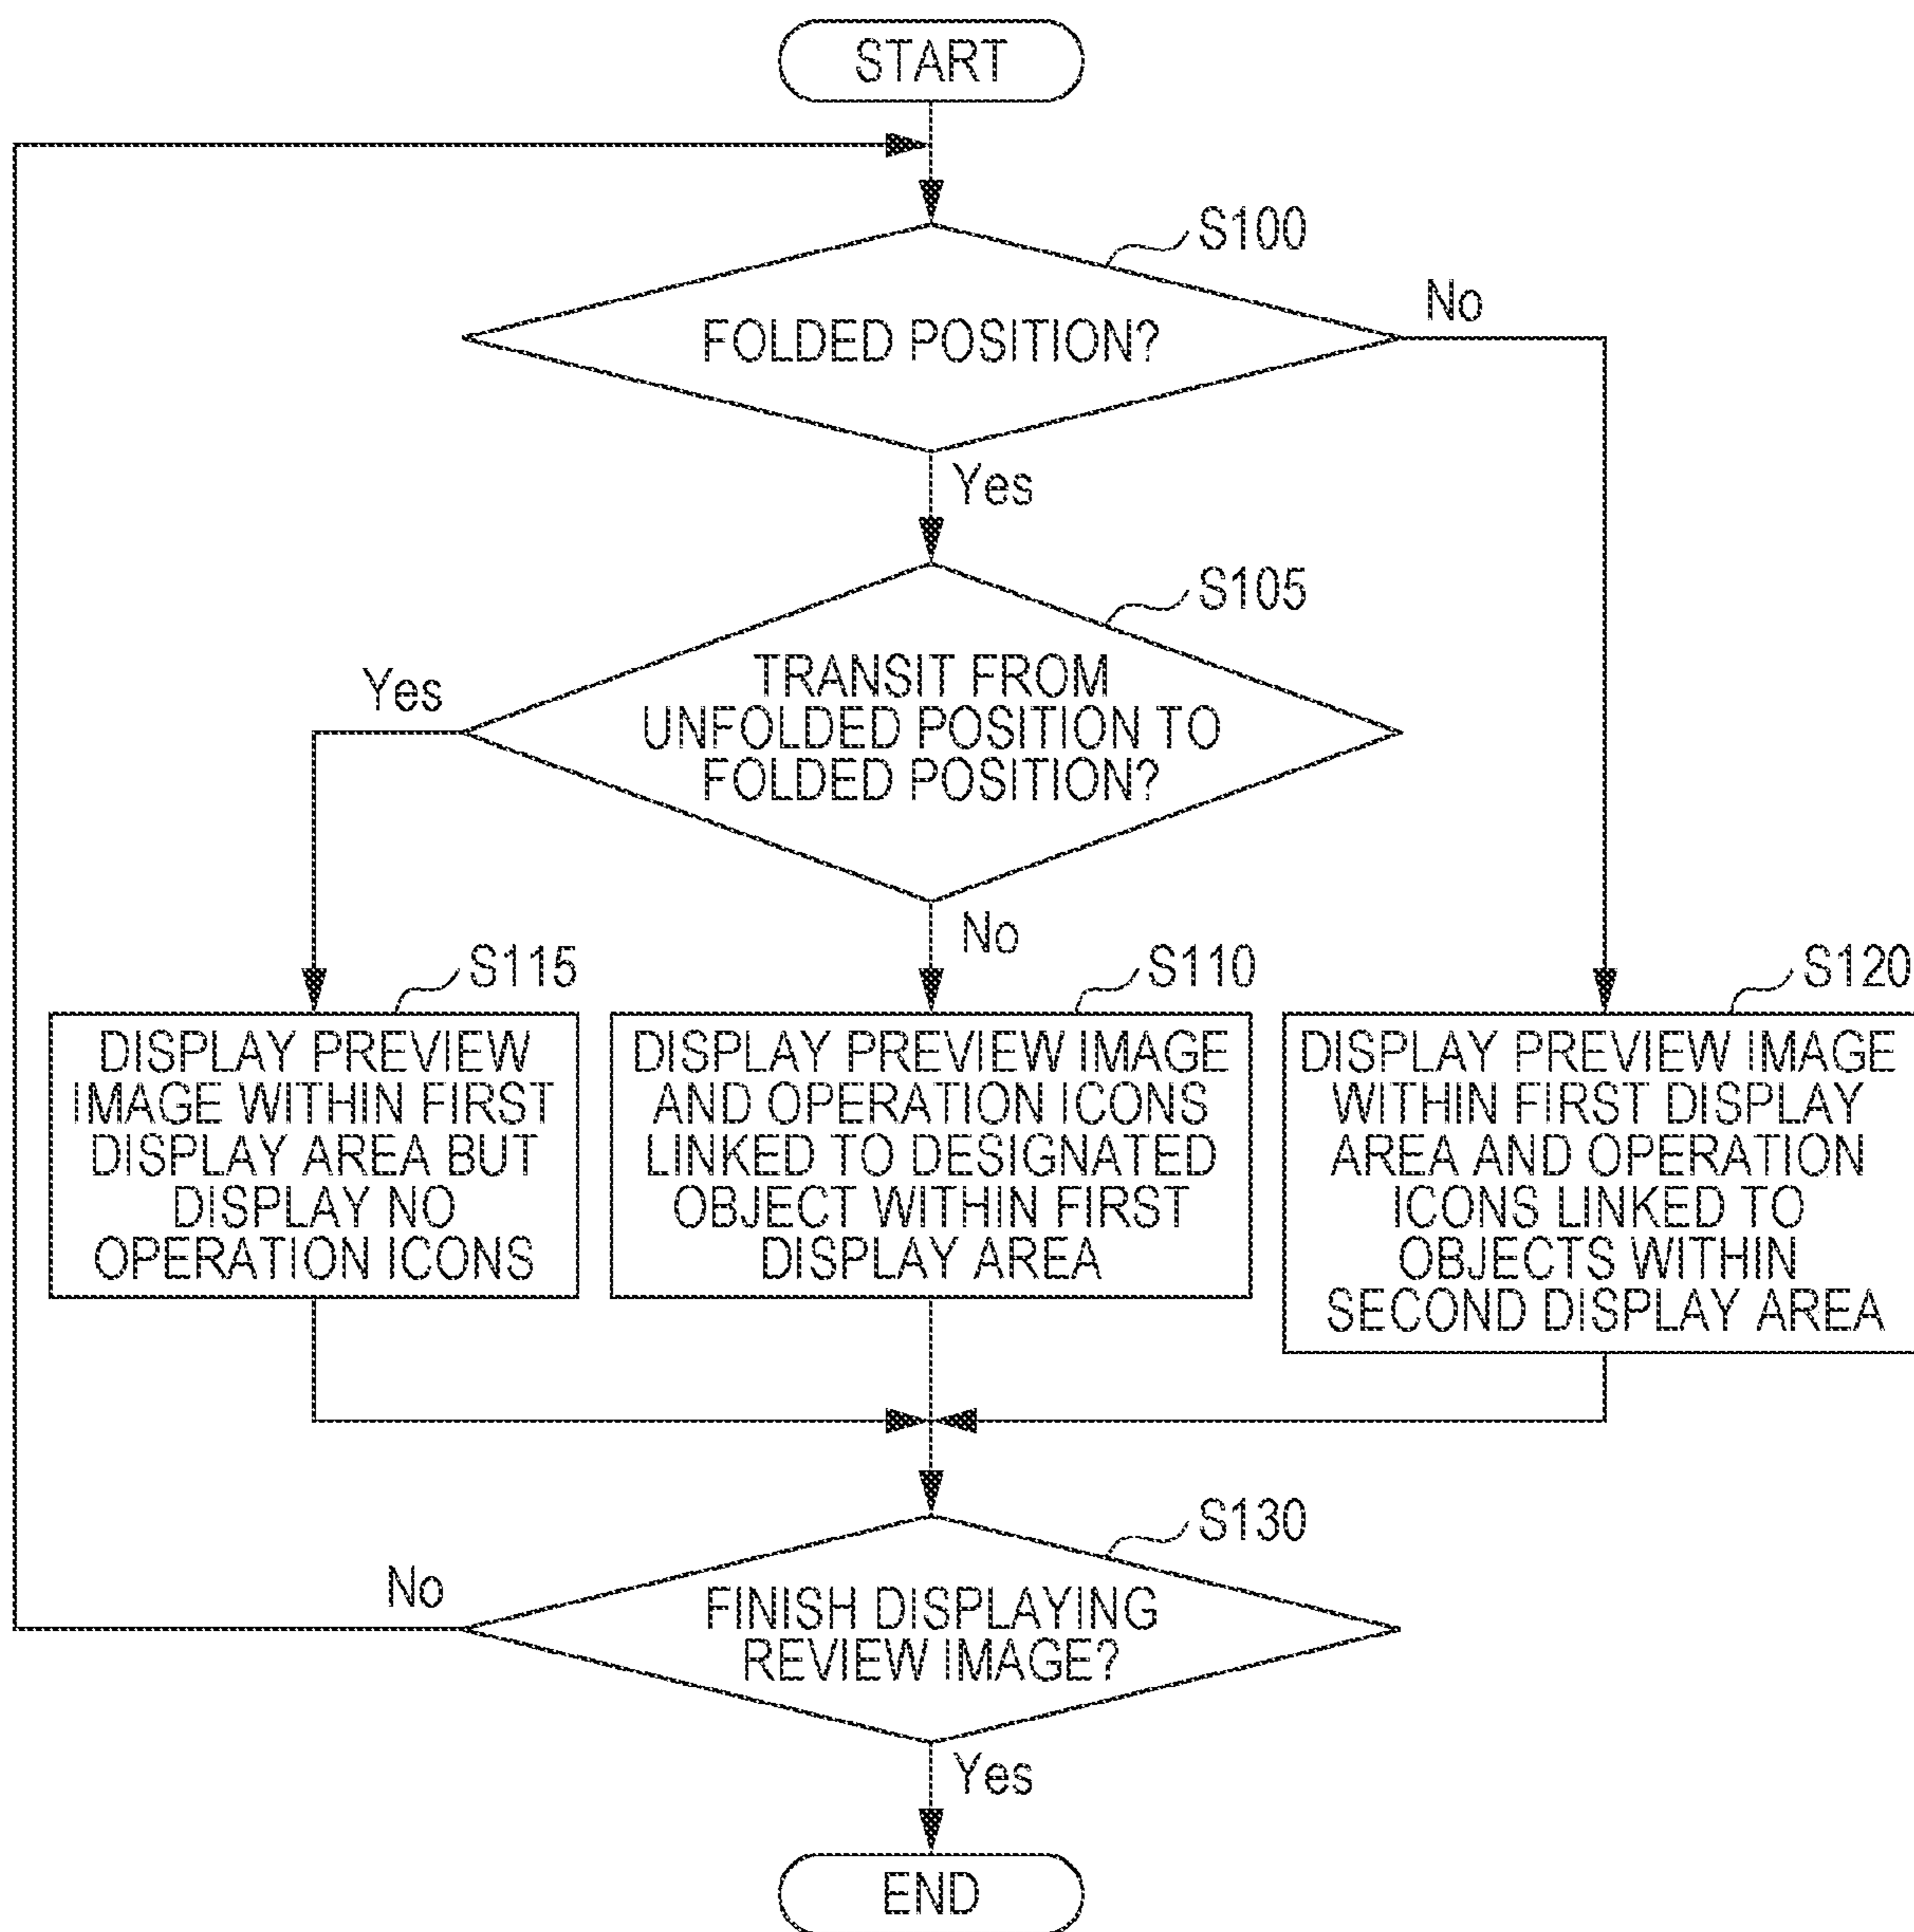 START
S100
No
FOLDED POSITION?
Yes
S105
Yes
TRANSIT FROM
UNFOLDED POSITION TO
FOLDED POSITION?
No
S115
DISPLAY PREVIEW
IMAGE WITHIN FIRST
DISPLAY AREA BUT
DISPLAY NO
OPERATION ICONS
S110
DISPLAY PREVIEW IMAGE
AND OPERATION ICONS
LINKED TO DESIGNATED
OBJECT WITHIN FIRST
DISPLAY AREA
S120
DISPLAY PREVIEW IMAGE
WITHIN FIRST DISPLAY
AREA AND OPERATION
ICONS LINKED TO
OBJECTS WITHIN
SECOND DISPLAY AREA
S130
No
FINISH DISPLAYING
REVIEW IMAGE?
Yes
END